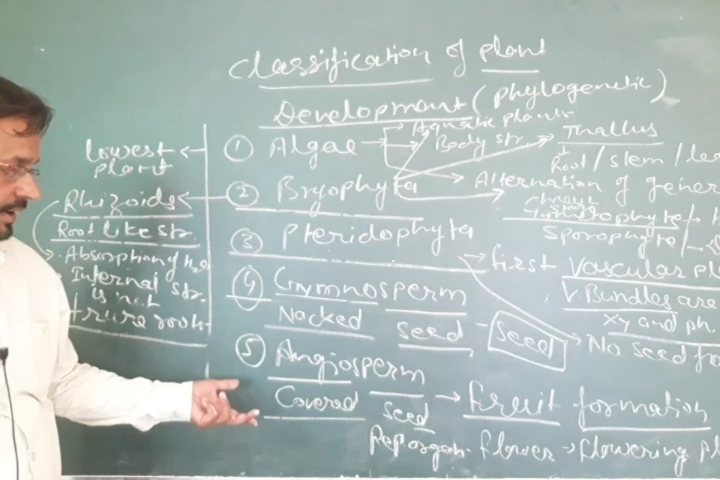 Classification of plant
Development (phylogenetic)
lowest plant
① Algae → Aquatic plants
Body str → Thallus
Root / stem / lea
Rhizoids
Root like str.
② Bryophyta → Alternation of gener
Sporophyte
Absorption of H2O
Internal str.
is not
true roots
③ Pteridophyta → first Vascular pl
V. Bundles are
xy and ph.
No seed fo
④ Gymnosperm
Nacked seed - Seed
⑤ Angiosperm
Covered seed → Fruit formation
flower → flowering pl